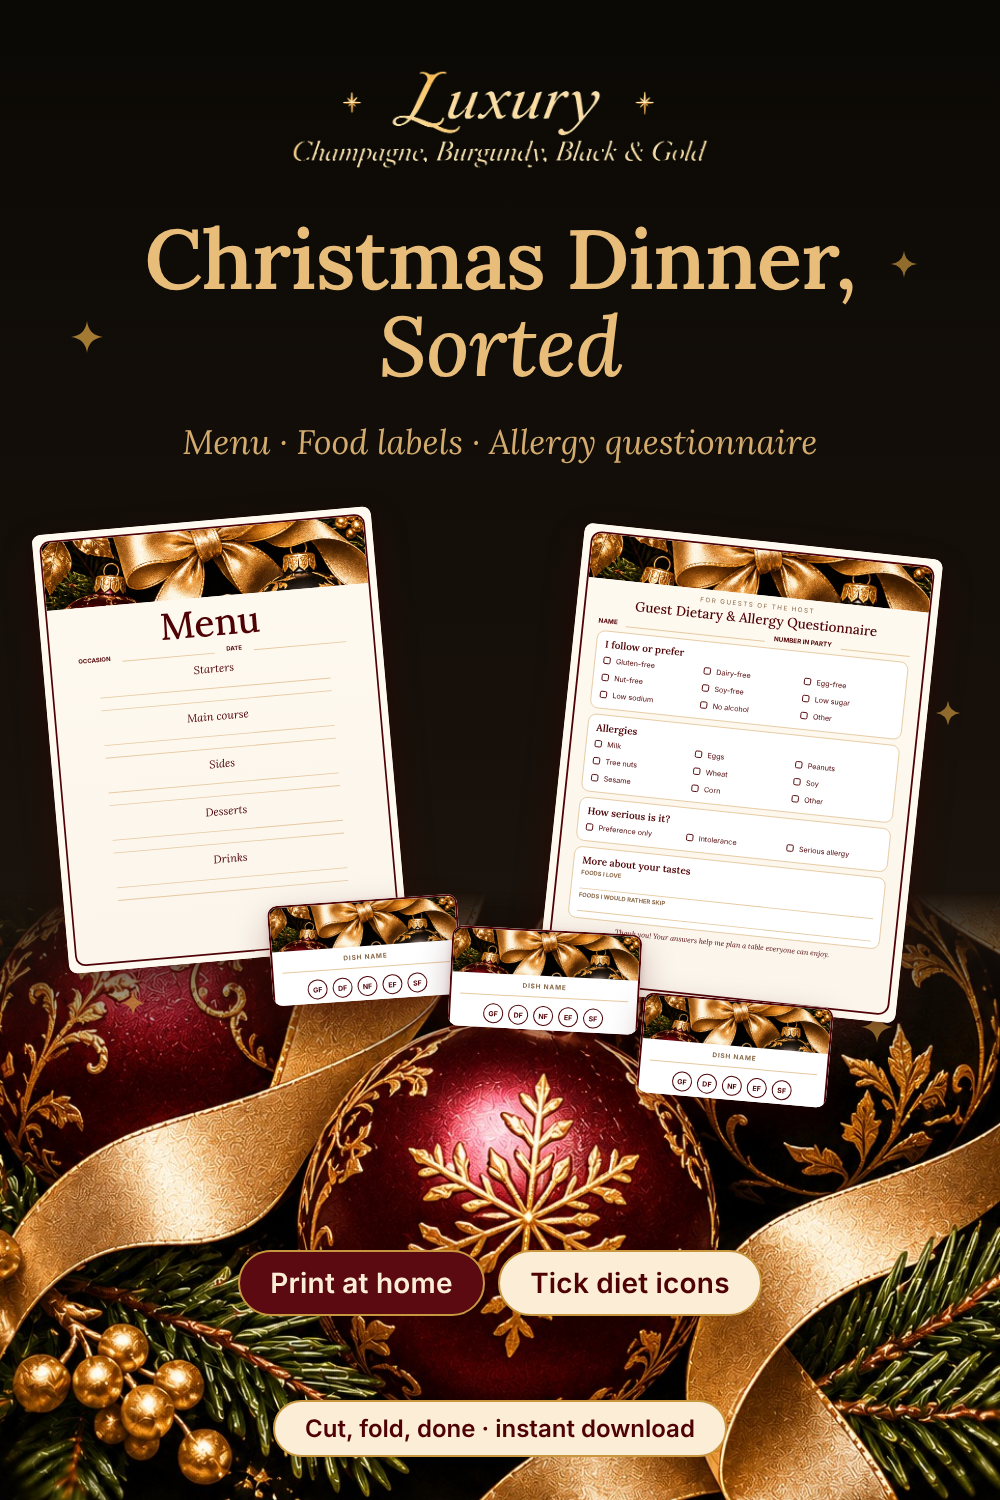 Luxury
Champagne, Burgundy, Black & Gold
Christmas Dinner,
Sorted
Menu · Food labels · Allergy questionnaire
Menu
OCCASION DATE
Starters
Main course
Sides
Desserts
Drinks
FOR GUESTS OF THE HOST
Guest Dietary & Allergy Questionnaire
NAME NUMBER IN PARTY
I follow or prefer
Gluten-free Dairy-free Egg-free
Nut-free Soy-free Low sugar
Low sodium No alcohol Other
Allergies
Milk Eggs Peanuts
Tree nuts Wheat Soy
Sesame Corn Other
How serious is it?
Preference only Intolerance Serious allergy
More about your tastes
FOODS I LOVE
FOODS I WOULD RATHER SKIP
Thank you! Your answers help me plan a table everyone can enjoy.
DISH NAME
GF DF NF EF SF
DISH NAME
GF DF NF EF SF
DISH NAME
GF DF NF EF SF
Print at home
Tick diet icons
Cut, fold, done · instant download